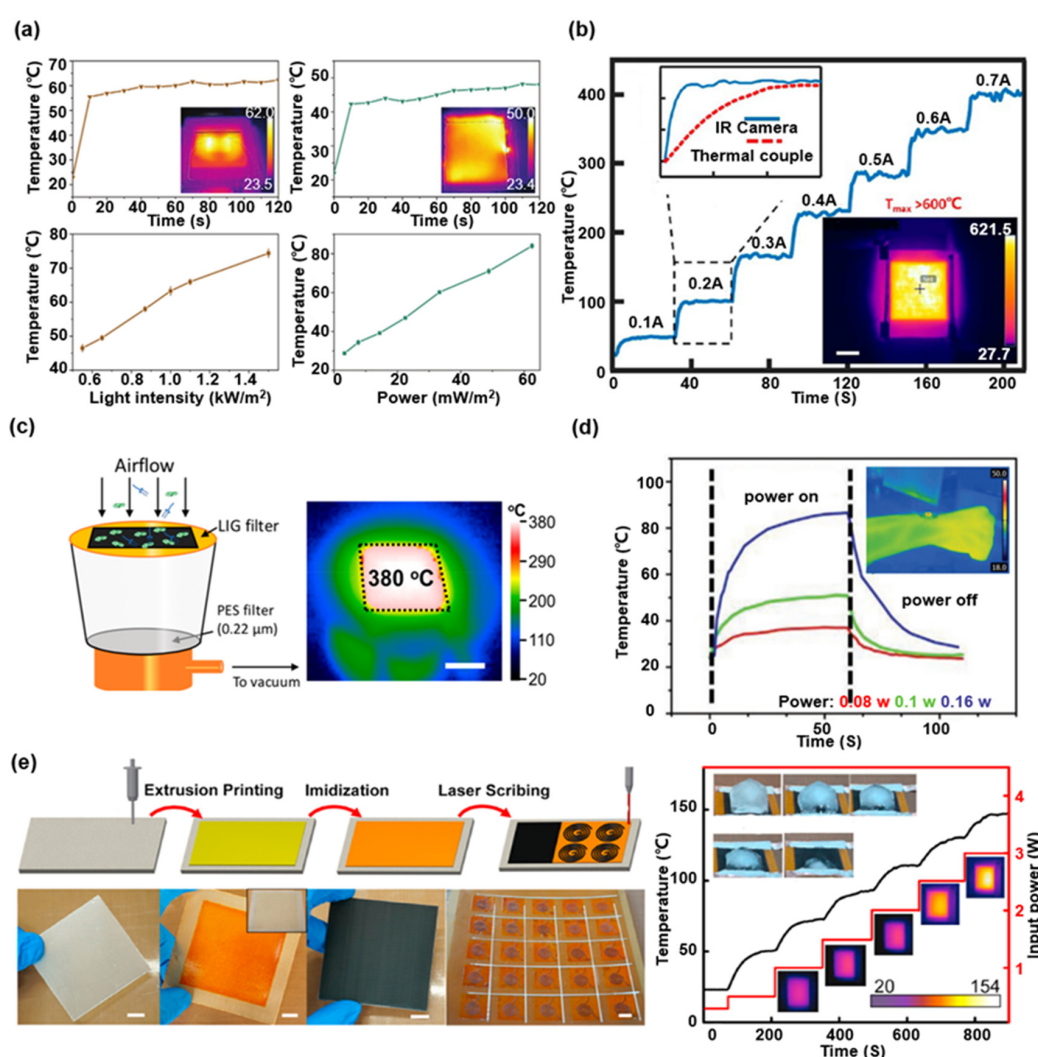 (a)
Temperature (℃)
70
60
50
40
30
20
62.0
23.5
0 20 40 60 80 100 120
Time (s)
Temperature (℃)
50
40
30
20
50.0
23.4
0 20 40 60 80 100 120
Time (s)
Temperature (℃)
80
70
60
50
40
0.6 0.8 1.0 1.2 1.4
Light intensity (kW/m²)
Temperature (℃)
80
60
40
20
0 20 40 60
Power (mW/m²)
(b)
Temperature (℃)
400
300
200
100
0
0.7A
0.6A
0.5A
0.4A
0.3A
0.2A
0.1A
IR Camera
Thermal couple
Tmax >600℃
621.5
27.7
0 40 80 120 160 200
Time (S)
(c)
Airflow
LIG filter
PES filter
(0.22 μm)
To vacuum
380 °C
°C
380
290
200
110
20
(d)
Temperature (℃)
100
80
60
40
20
0
power on
power off
50.0
18.0
Power: 0.08 w 0.1 w 0.16 w
0 50 100
Time (S)
(e)
Extrusion Printing
Imidization
Laser Scribing
Temperature (℃)
150
100
50
0
4
3
2
1
Input power (W)
20
154
0 200 400 600 800
Time (S)